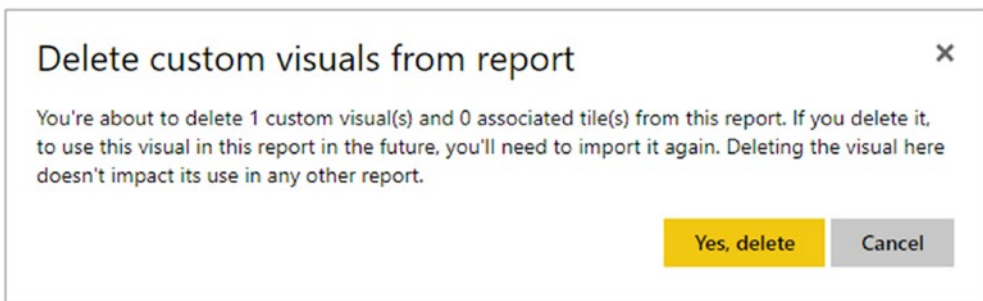 Delete custom visuals from report
You're about to delete 1 custom visual(s) and 0 associated tile(s) from this report. If you delete it,
to use this visual in this report in the future, you'll need to import it again. Deleting the visual here
doesn't impact its use in any other report.
Yes, delete Cancel